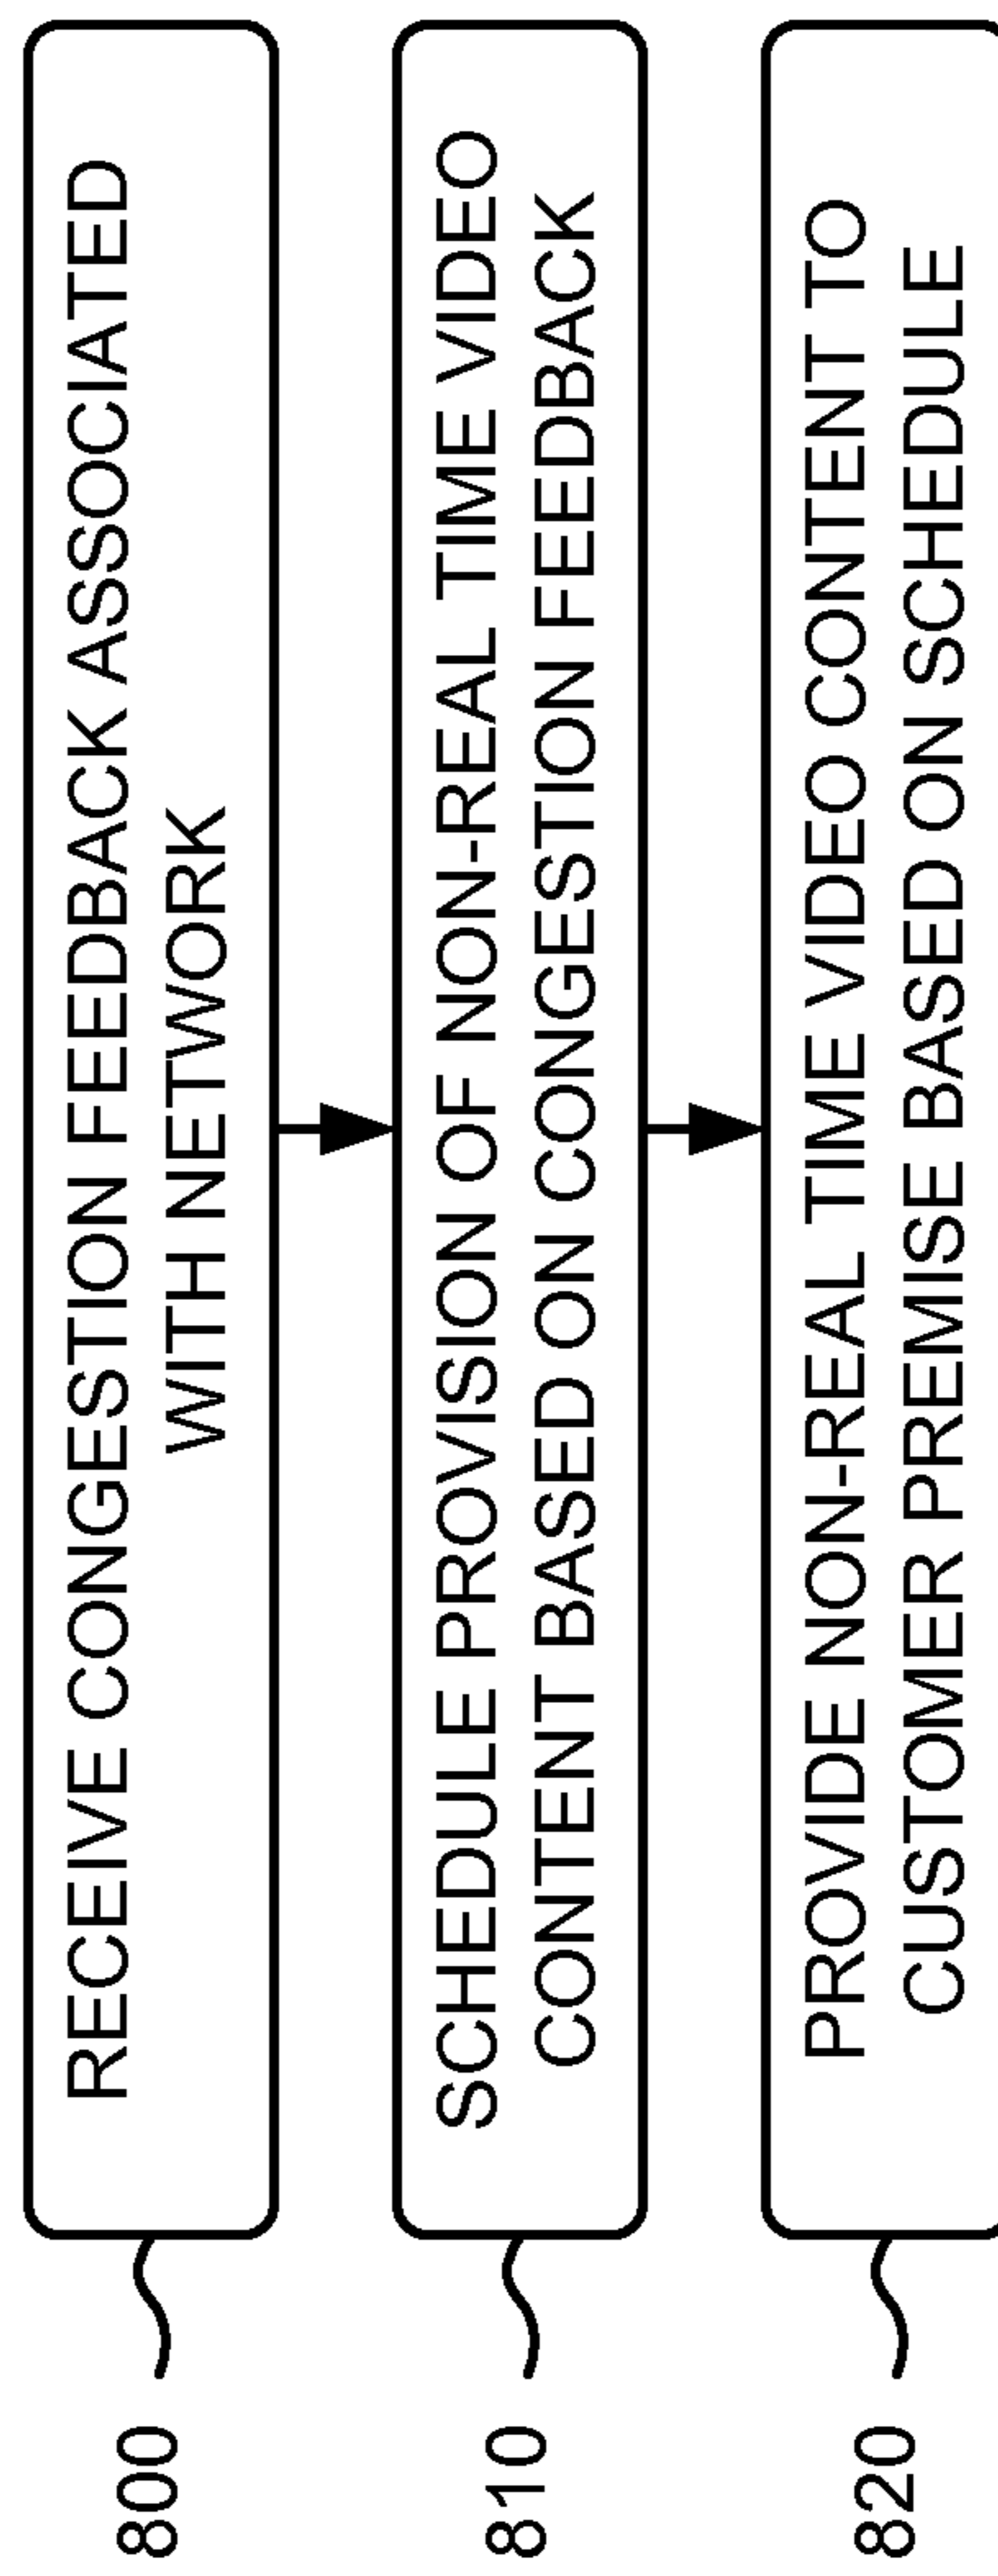 800
RECEIVE CONGESTION FEEDBACK ASSOCIATED
WITH NETWORK
810
SCHEDULE PROVISION OF NON-REAL TIME VIDEO
CONTENT BASED ON CONGESTION FEEDBACK
820
PROVIDE NON-REAL TIME VIDEO CONTENT TO
CUSTOMER PREMISE BASED ON SCHEDULE